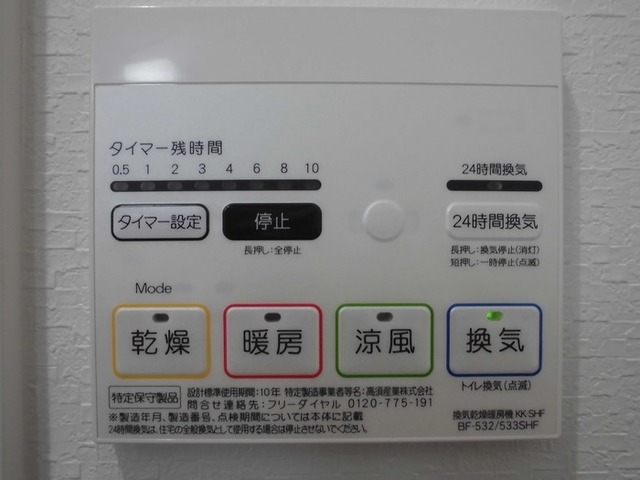 タイマー残時間
0.5 1 2 3 4 6 8 10
24時間換気
タイマー設定
停止
24時間換気
長押し:全停止
長押し:換気停止(消灯)
短押し:一時停止(点滅)
Mode
乾燥
暖房
涼風
換気
トイレ換気(点滅)
特定保守製品
設計標準使用期間:10年 特定製造事業者等名:高須産業株式会社
問合せ連絡先:フリーダイヤル 0120-775-191
※製造年月、製造番号、点検期間については本体に記載
24時間換気は、住宅の全般換気として使用する場合は停止させないでください。
換気乾燥暖房機 KK-SHF
BF-532/533SHF